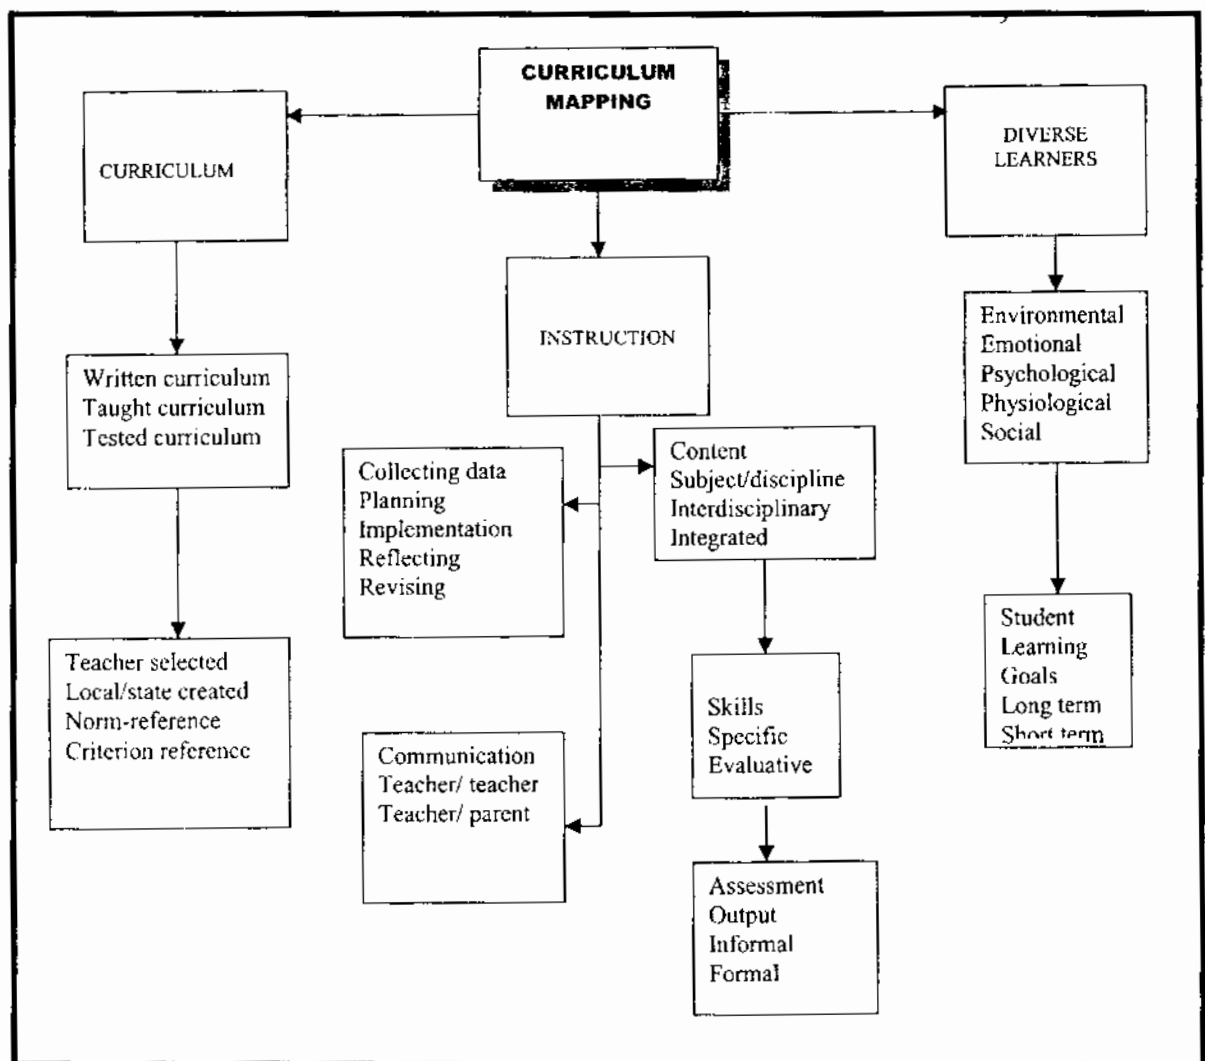 CURRICULUM
MAPPING
CURRICULUM
DIVERSE
LEARNERS
INSTRUCTION
Written curriculum
Taught curriculum
Tested curriculum
Environmental
Emotional
Psychological
Physiological
Social
Collecting data
Planning
Implementation
Reflecting
Revising
Content
Subject/discipline
Interdisciplinary
Integrated
Teacher selected
Local/state created
Norm-reference
Criterion reference
Student
Learning
Goals
Long term
Short term
Skills
Specific
Evaluative
Communication
Teacher/ teacher
Teacher/ parent
Assessment
Output
Informal
Formal